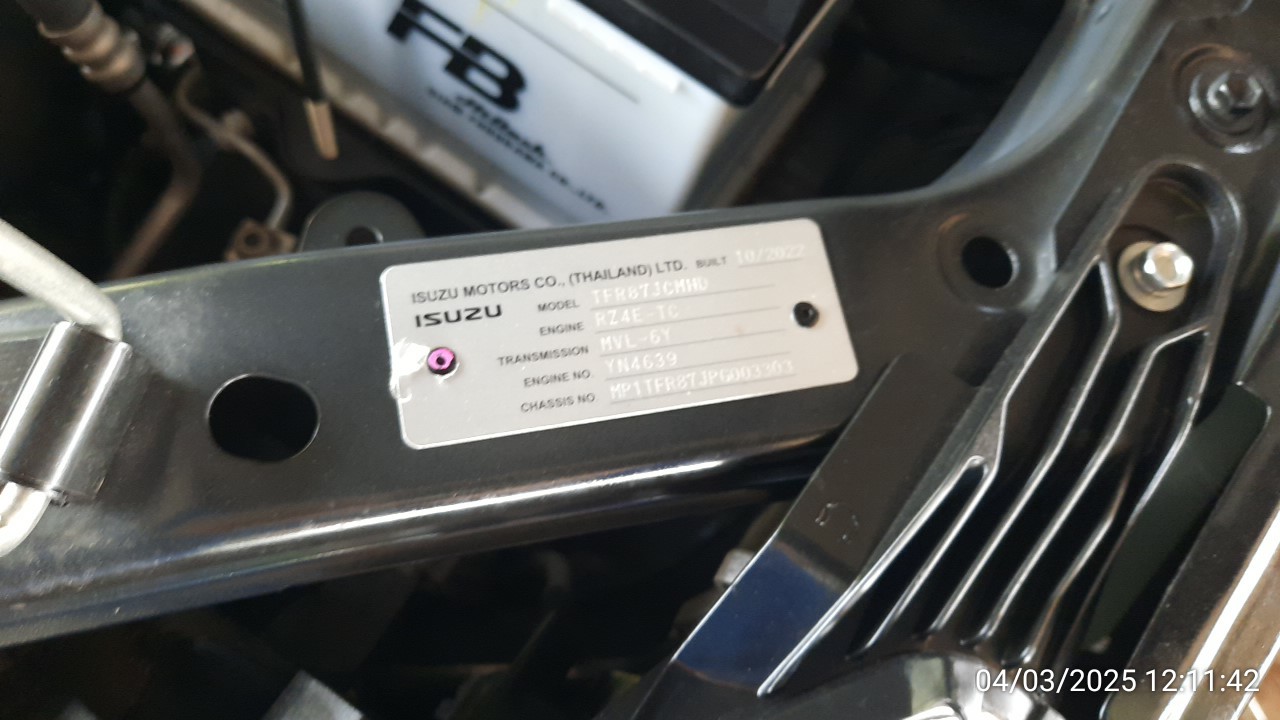 FB
ISUZU MOTORS CO., (THAILAND) LTD. BUILT 10/2022
ISUZU
MODEL TFR87JCMHD
ENGINE RZ4E-TC
TRANSMISSION MVL-6Y
ENGINE NO. YN4639
CHASSIS NO. MP1TFR87JPG003303
04/03/2025 12:11:42